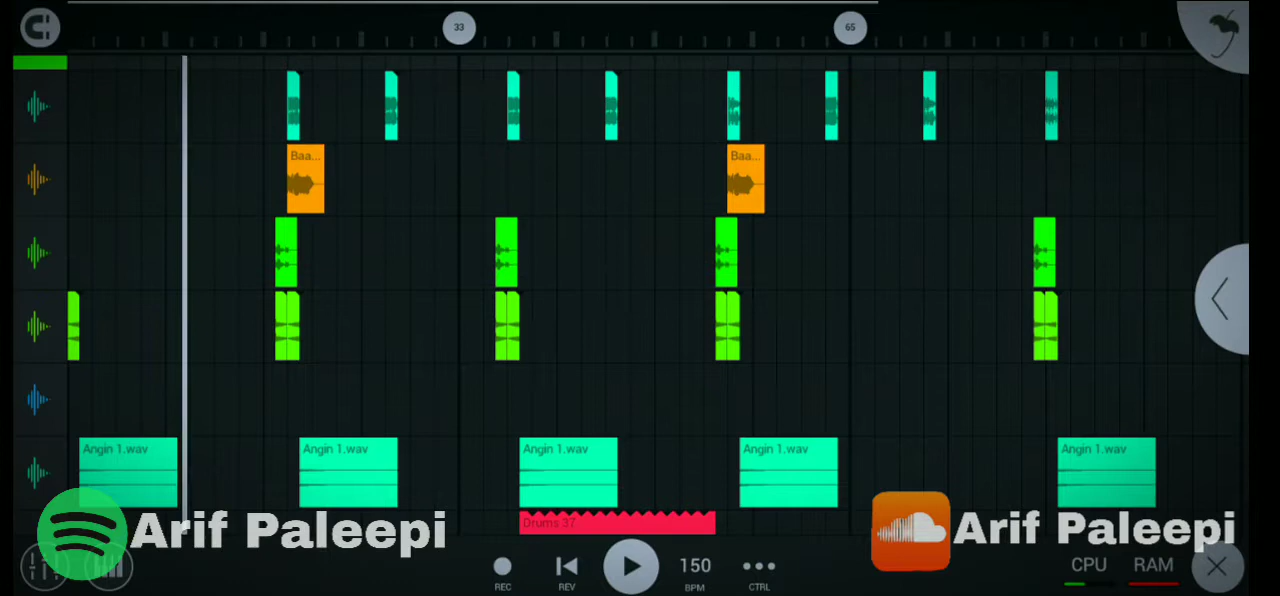 33
65
Baa...
Baa...
Angin 1.wav
Angin 1.wav
Angin 1.wav
Angin 1.wav
Angin 1.wav
Drums 37
Arif Paleepi
Arif Paleepi
150
CPU
RAM
REC
REV
BPM
CTRL